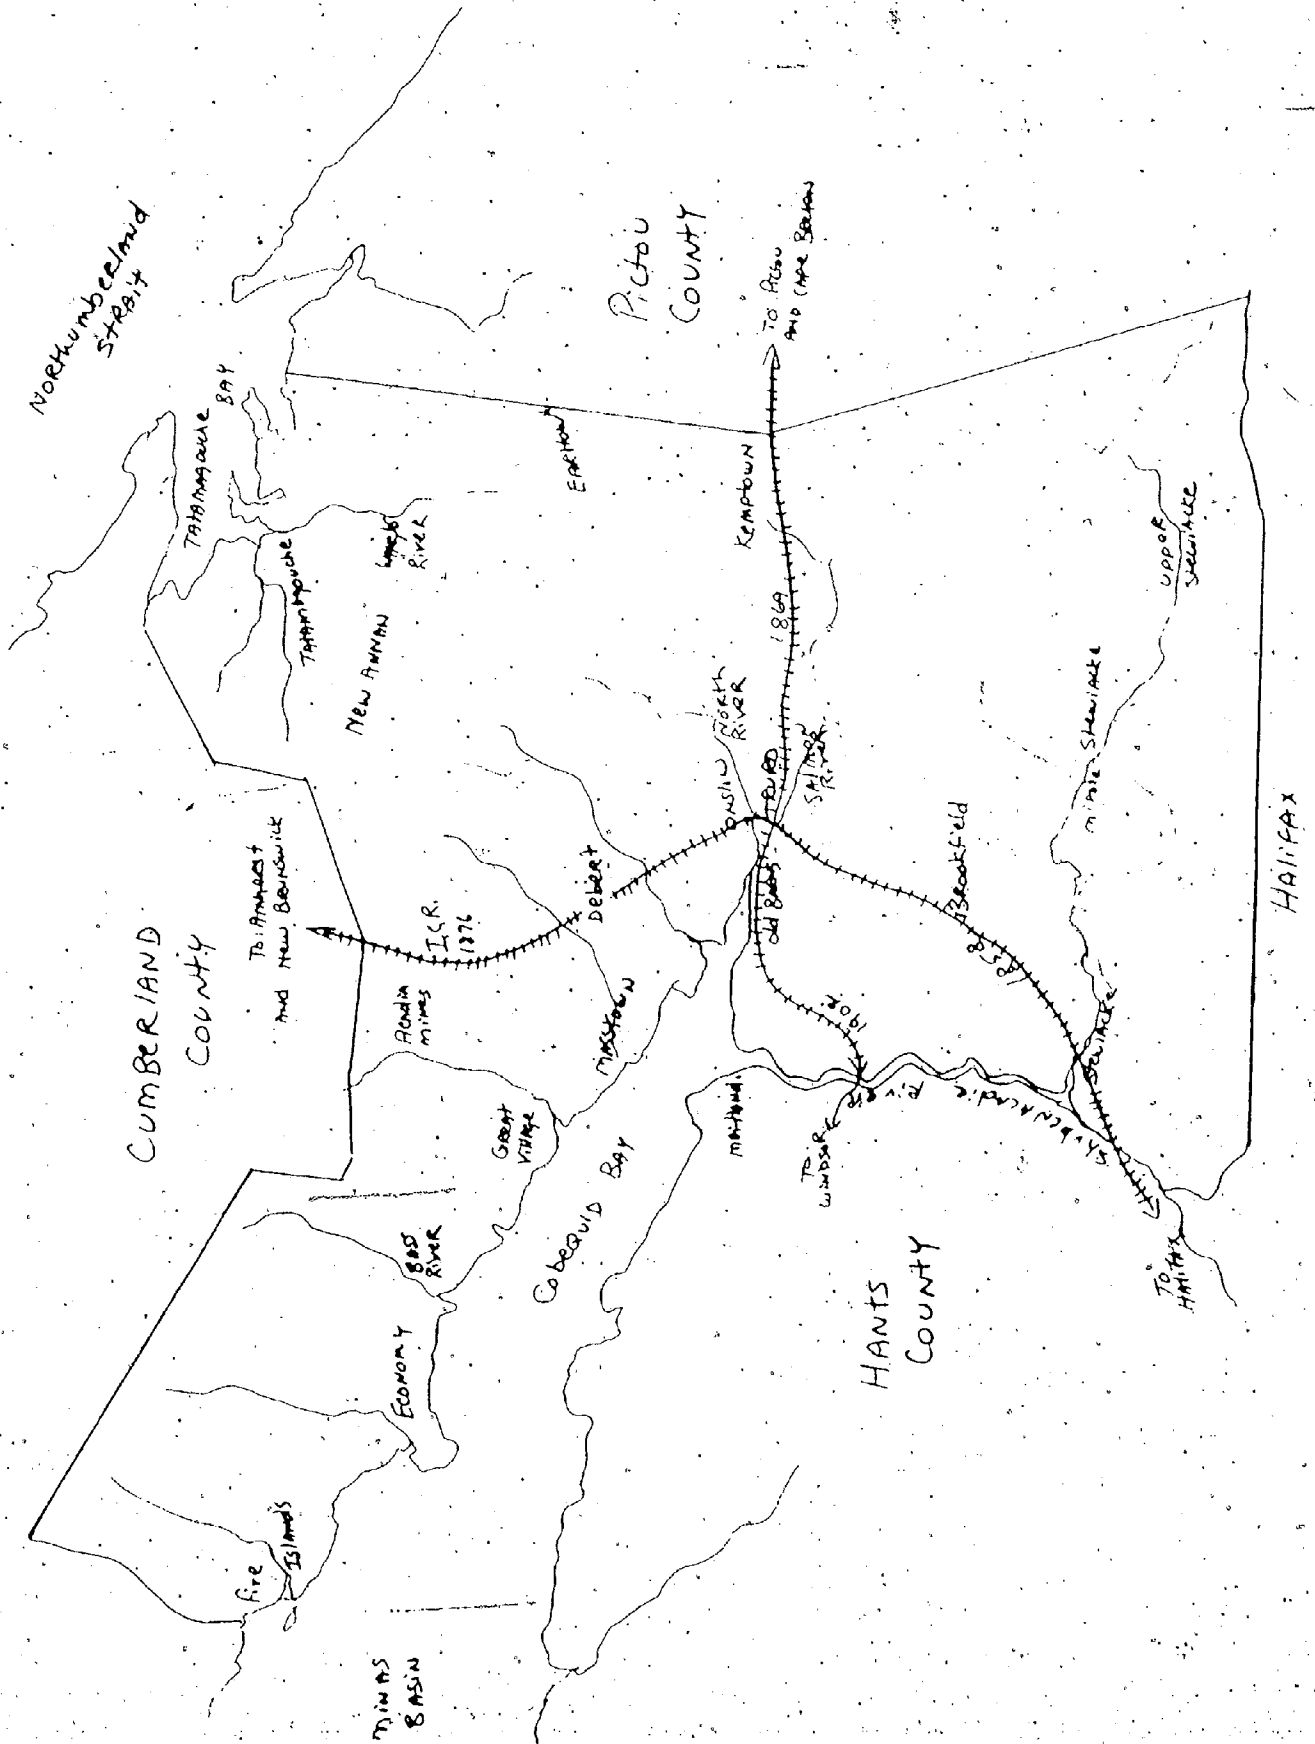 NORthumberlAND
StRAit
TATAMAGOUCHE
BAY
TATAMAGOUCHE
River
NEW ANNAN
EARltown
Pictou
COUNTY
To Pictou
AND CAPE BRETON
KEMPTOWN
1869
NORTH
RIVER
SALMON
RIVER
ONSLOW
TRURO
CUMBERlAND
COUNTY
To AMHERST
AND NEW BRUNSWICK
I.C.R.
1876
DEBERT
ACADIA
MINES
MASSTOWN
GREAT
VillAGE
BASS
RIVER
ECONOMY
Five
IslANDS
MINAS
BASIN
CobEQUID BAY
MAITLAND
TO
WINDSOR
1901
Brookfield
1858
STEWIACKE
MIDDLE STEWIACKE
UPPER
STEWIACKE
SHUBENACADIE RIVER
HANTS
COUNTY
TO
HALIFAX
HAlifAX